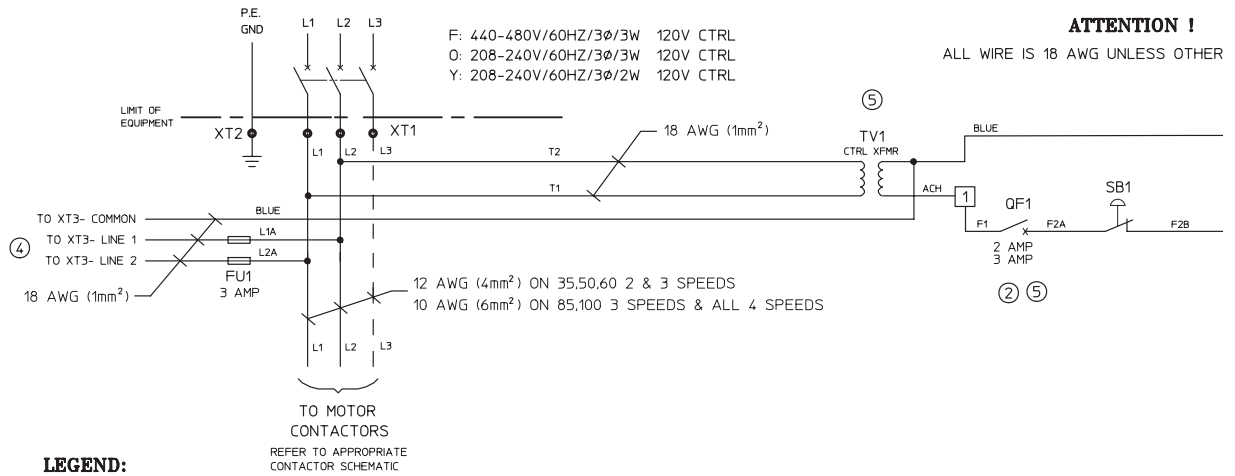 P.E.
GND
L1 L2 L3
F: 440-480V/60HZ/3Ø/3W 120V CTRL
O: 208-240V/60HZ/3Ø/3W 120V CTRL
Y: 208-240V/60HZ/3Ø/2W 120V CTRL
ATTENTION !
ALL WIRE IS 18 AWG UNLESS OTHER
LIMIT OF
EQUIPMENT
XT2
XT1
18 AWG (1mm²)
5
TV1
CTRL XFMR
BLUE
L1 L2 L3
T2
T1
ACH
1
QF1
SB1
F1
F2A
F2B
2 AMP
3 AMP
2 5
TO XT3- COMMON
BLUE
4
TO XT3- LINE 1
L1A
TO XT3- LINE 2
L2A
FU1
3 AMP
18 AWG (1mm²)
12 AWG (4mm²) ON 35,50,60 2 & 3 SPEEDS
10 AWG (6mm²) ON 85,100 3 SPEEDS & ALL 4 SPEEDS
L1 L2 L3
TO MOTOR
CONTACTORS
REFER TO APPROPRIATE
CONTACTOR SCHEMATIC
LEGEND: